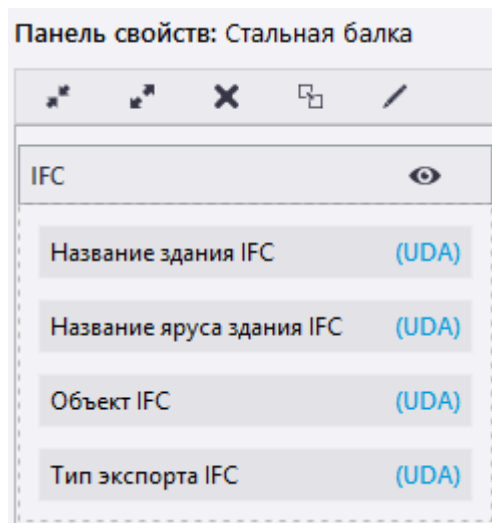 Панель свойств: Стальная балка
IFC
Название здания IFC (UDA)
Название яруса здания IFC (UDA)
Объект IFC (UDA)
Тип экспорта IFC (UDA)